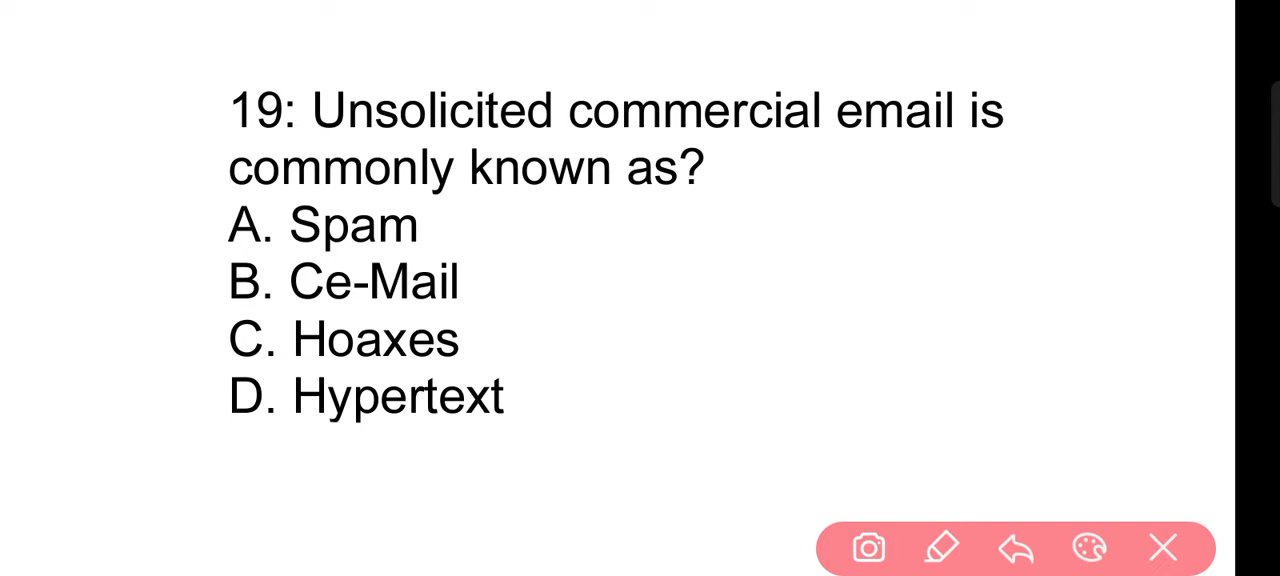 19: Unsolicited commercial email is
commonly known as?
A. Spam
B. Ce-Mail
C. Hoaxes
D. Hypertext